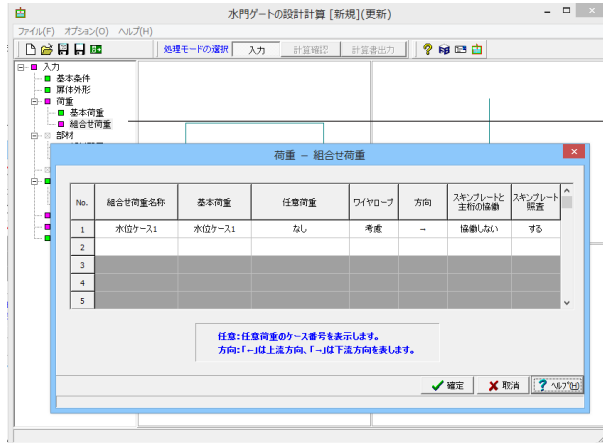 水門ゲートの設計計算 [新規](更新)
ファイル(F) オプション(O) ヘルプ(H)
処理モードの選択 入力 計算確認 計算書出力
入力
基本条件
扉体外形
荷重
基本荷重
組合せ荷重
部材
荷重 － 組合せ荷重
No. 組合せ荷重名称 基本荷重 任意荷重 ワイヤロープ 方向 スキンプレートと主桁の協働 スキンプレート照査
1 水位ケース1 水位ケース1 なし 考慮 → 協働しない する
2
3
4
5
任意:任意荷重のケース番号を表示します。
方向:「←」は上流方向、「→」は下流方向を表します。
確定 取消 ヘルプ(H)